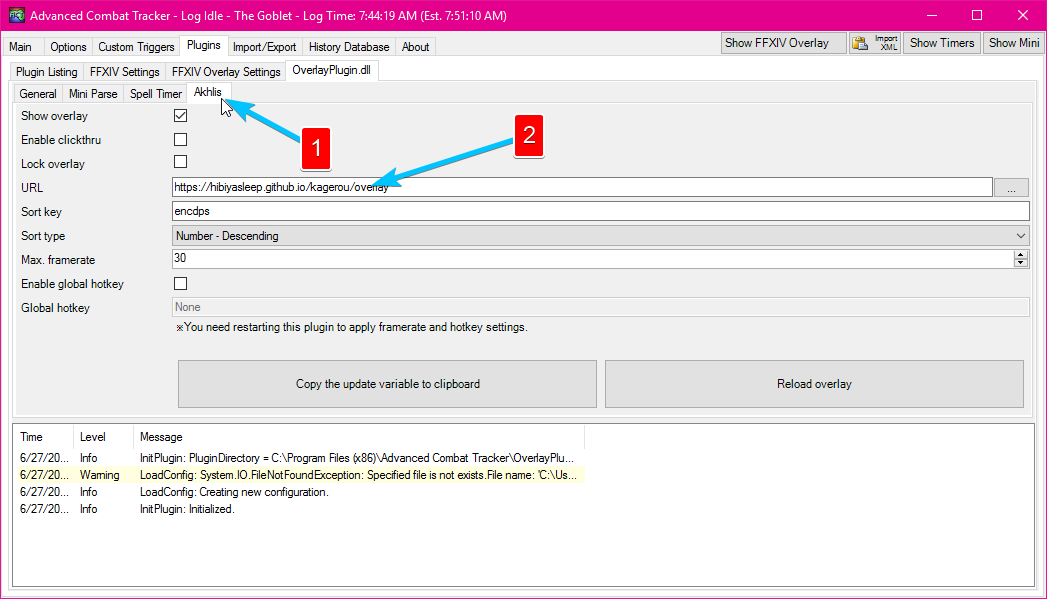 Advanced Combat Tracker - Log Idle - The Goblet - Log Time: 7:44:19 AM (Est. 7:51:10 AM)
Main Options Custom Triggers Plugins Import/Export History Database About Show FFXIV Overlay Import XML Show Timers Show Mini
Plugin Listing FFXIV Settings FFXIV Overlay Settings OverlayPlugin.dll
General Mini Parse Spell Timer Akhlis
Show overlay
1
2
Enable clickthru
Lock overlay
URL https://hibiyasleep.github.io/kagerou/overlay ...
Sort key encdps
Sort type Number - Descending
Max. framerate 30
Enable global hotkey
Global hotkey None
※You need restarting this plugin to apply framerate and hotkey settings.
Copy the update variable to clipboard Reload overlay
Time Level Message
6/27/20... Info InitPlugin: PluginDirectory = C:\Program Files (x86)\Advanced Combat Tracker\OverlayPlu...
6/27/20... Warning LoadConfig: System.IO.FileNotFoundException: Specified file is not exists.File name: 'C:\Us...
6/27/20... Info LoadConfig: Creating new configuration.
6/27/20... Info InitPlugin: Initialized.